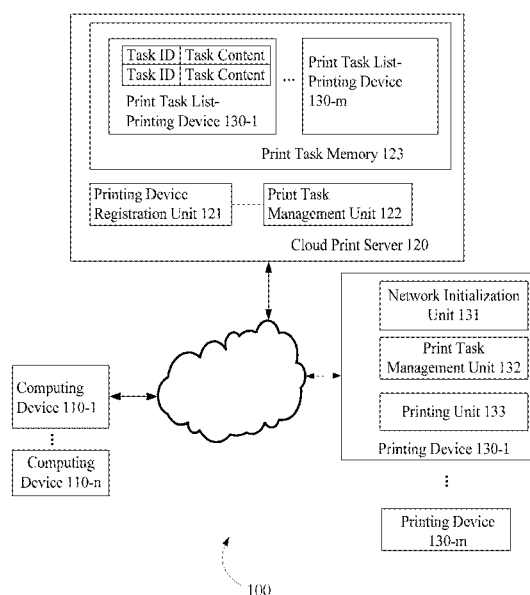 Task ID Task Content
Task ID Task Content
Print Task List-
Printing Device 130-1
...
Print Task List-
Printing Device
130-m
Print Task Memory 123
Printing Device
Registration Unit 121
Print Task
Management Unit 122
Cloud Print Server 120
Network Initialization
Unit 131
Print Task
Management Unit 132
Printing Unit 133
Printing Device 130-1
Computing
Device 110-1
Computing
Device 110-n
Printing Device
130-m
100